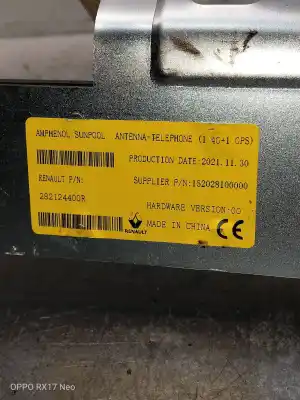 AMPHENOL SUNPOOL ANTENNA-TELEPHONE (1 4G+1 GPS)
PRODUCTION DATE:2021.11.30
RENAULT P/N: SUPPLIER P/N:152028100000
282124400R
HARDWARE VERSION:00
MADE IN CHINA CE
RENAULT
OPPO RX17 Neo